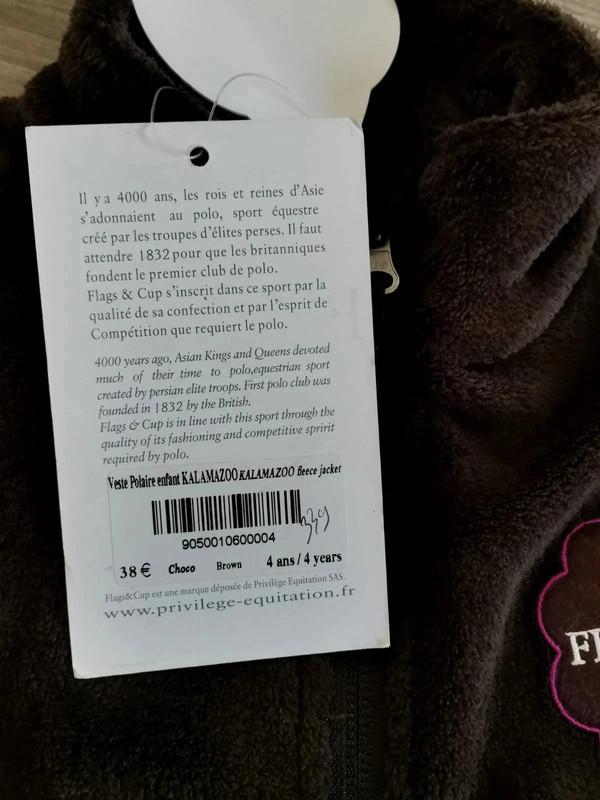 Il y a 4000 ans, les rois et reines d'Asie
s'adonnaient au polo, sport équestre
créé par les troupes d'élites perses. Il faut
attendre 1832 pour que les britanniques
fondent le premier club de polo.
Flags & Cup s'inscrit dans ce sport par la
qualité de sa confection et par l'esprit de
Compétition que requiert le polo.
4000 years ago, Asian Kings and Queens devoted
much of their time to polo,equestrian sport
created by persian elite troops. First polo club was
founded in 1832 by the British.
Flags & Cup is in line with this sport through the
quality of its fashioning and competitive spririt
required by polo.
Veste Polaire enfant KALAMAZOO KALAMAZOO fleece jacket
9050010600004
38 € Choco Brown 4 ans / 4 years
Flags&Cup est une marque déposée de Privilège Equitation SAS.
www.privilege-equitation.fr